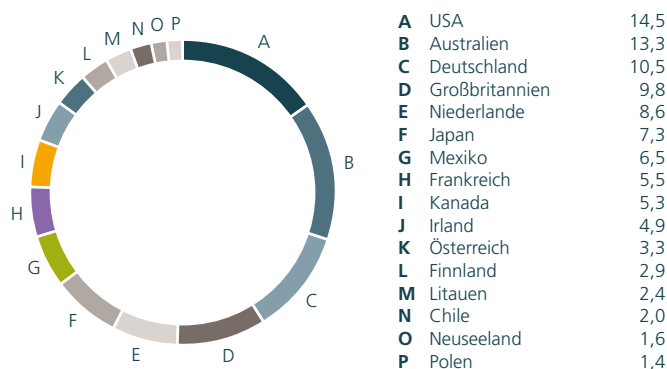 A
B
C
D
E
F
G
H
I
J
K
L
M
N
O
P
A USA 14,5
B Australien 13,3
C Deutschland 10,5
D Großbritannien 9,8
E Niederlande 8,6
F Japan 7,3
G Mexiko 6,5
H Frankreich 5,5
I Kanada 5,3
J Irland 4,9
K Österreich 3,3
L Finnland 2,9
M Litauen 2,4
N Chile 2,0
O Neuseeland 1,6
P Polen 1,4